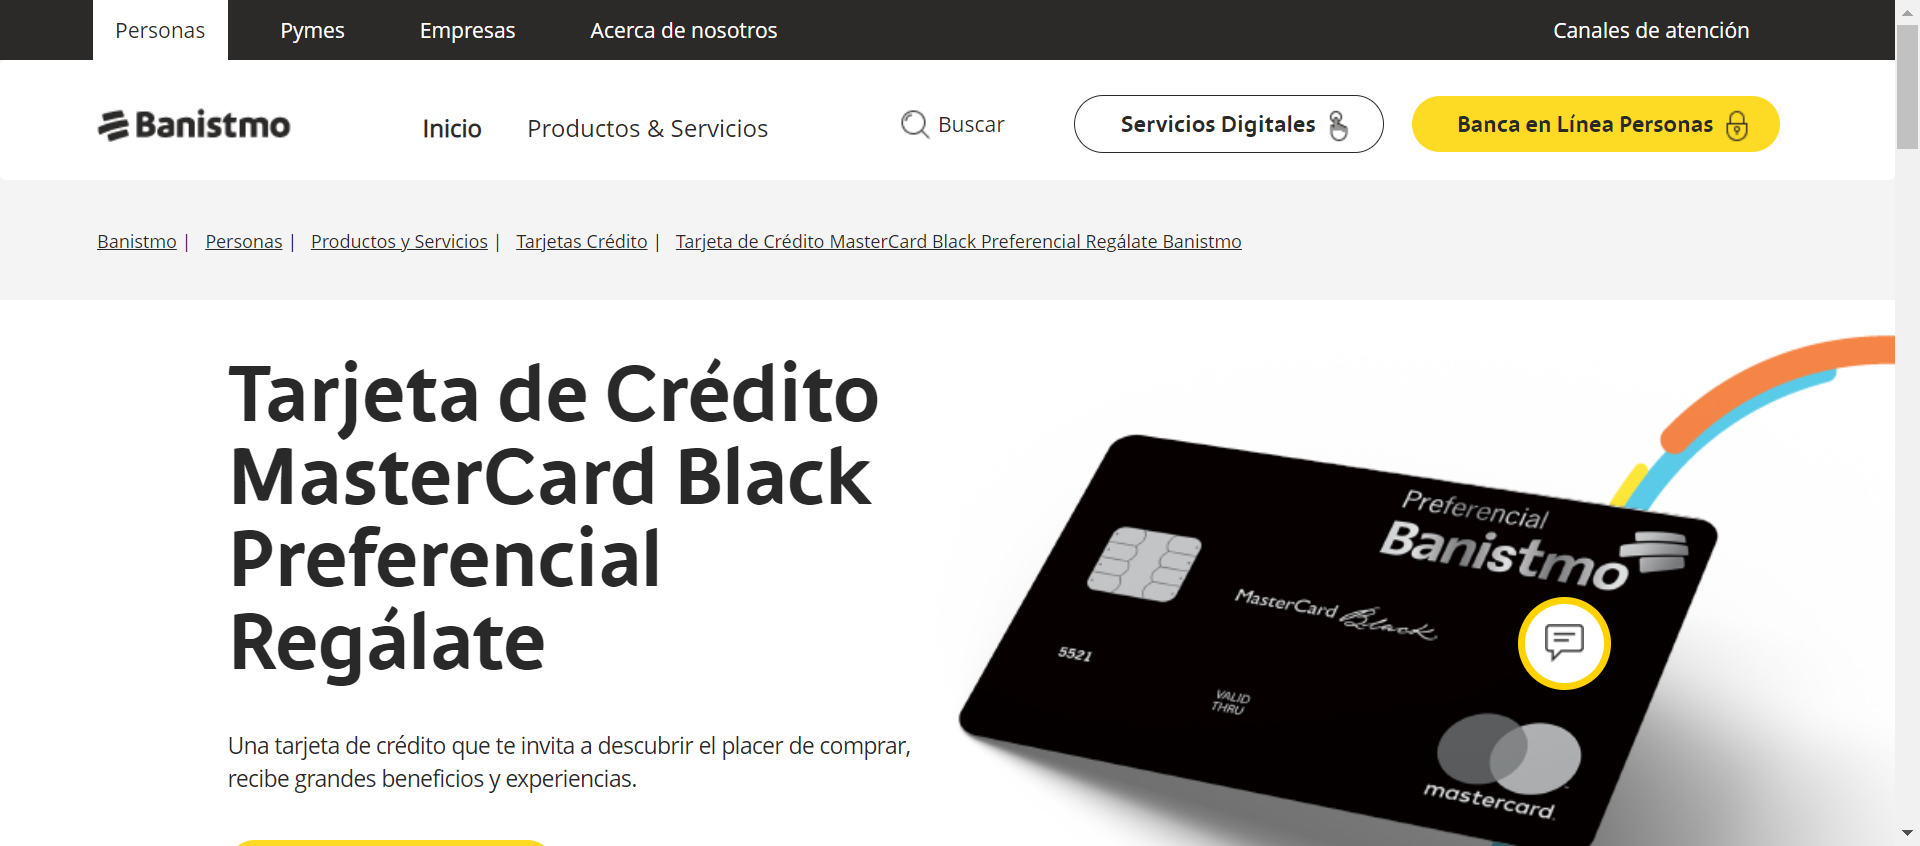 Personas Pymes Empresas Acerca de nosotros Canales de atención
Banistmo Inicio Productos & Servicios Buscar Servicios Digitales Banca en Línea Personas
Banistmo | Personas | Productos y Servicios | Tarjetas Crédito | Tarjeta de Crédito MasterCard Black Preferencial Regálate Banistmo
Tarjeta de Crédito
MasterCard Black
Preferencial
Regálate
Una tarjeta de crédito que te invita a descubrir el placer de comprar,
recibe grandes beneficios y experiencias.
Preferencial
Banistmo
MasterCard Black
5521
VALID
THRU
mastercard.